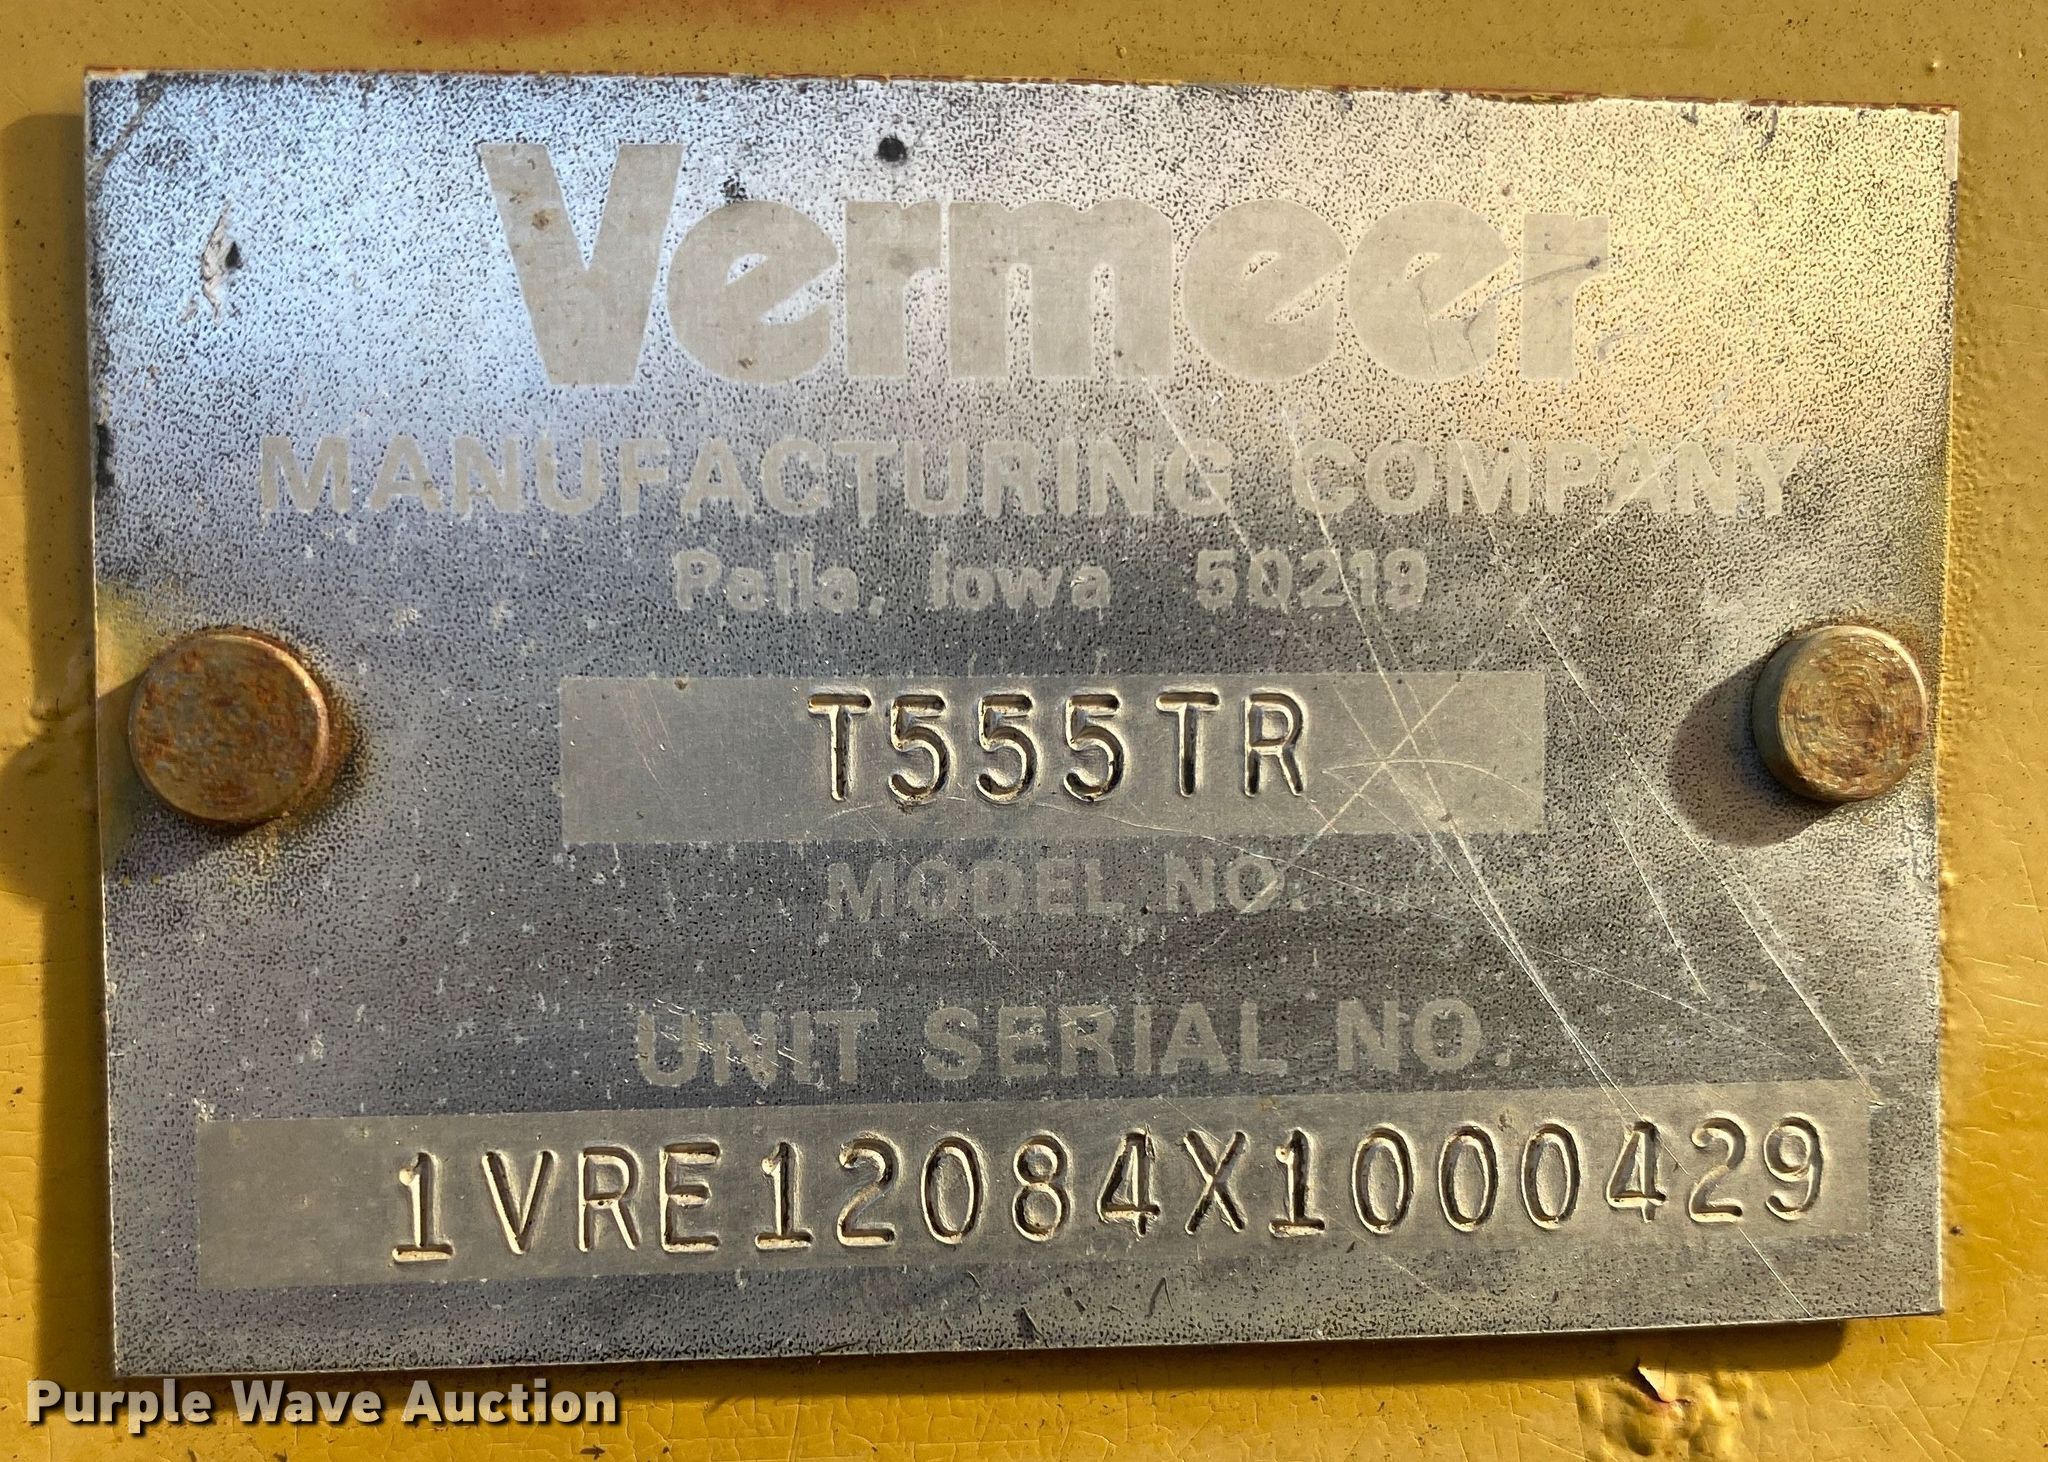 Vermeer
MANUFACTURING COMPANY
Pella, Iowa 50219
T555TR
MODEL NO.
UNIT SERIAL NO.
1VRE12084X1000429
Purple Wave Auction